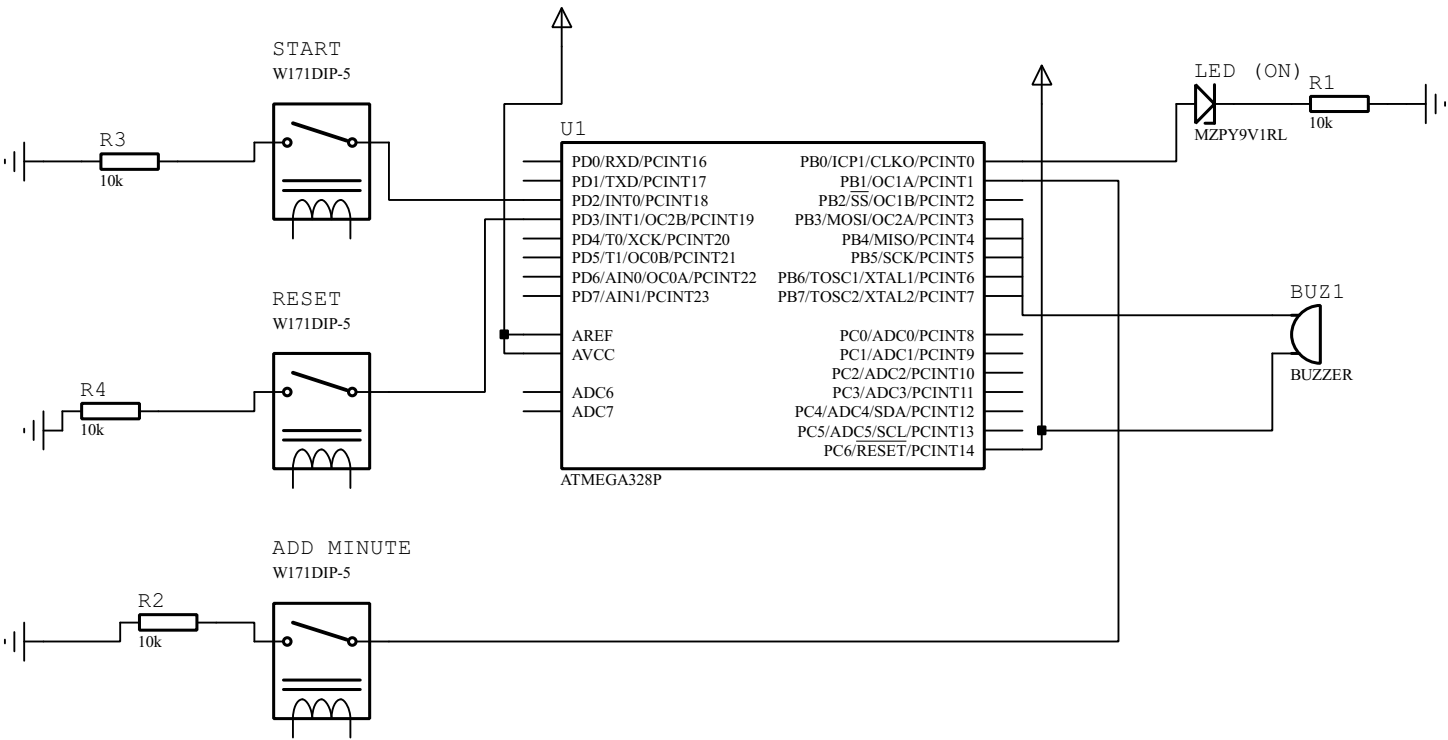 START
W171DIP-5
R3
10k
RESET
W171DIP-5
R4
10k
ADD MINUTE
W171DIP-5
R2
10k
U1
PD0/RXD/PCINT16
PD1/TXD/PCINT17
PD2/INT0/PCINT18
PD3/INT1/OC2B/PCINT19
PD4/T0/XCK/PCINT20
PD5/T1/OC0B/PCINT21
PD6/AIN0/OC0A/PCINT22
PD7/AIN1/PCINT23
AREF
AVCC
ADC6
ADC7
PB0/ICP1/CLKO/PCINT0
PB1/OC1A/PCINT1
PB2/SS/OC1B/PCINT2
PB3/MOSI/OC2A/PCINT3
PB4/MISO/PCINT4
PB5/SCK/PCINT5
PB6/TOSC1/XTAL1/PCINT6
PB7/TOSC2/XTAL2/PCINT7
PC0/ADC0/PCINT8
PC1/ADC1/PCINT9
PC2/ADC2/PCINT10
PC3/ADC3/PCINT11
PC4/ADC4/SDA/PCINT12
PC5/ADC5/SCL/PCINT13
PC6/RESET/PCINT14
ATMEGA328P
LED (ON)
MZPY9V1RL
R1
10k
BUZ1
BUZZER